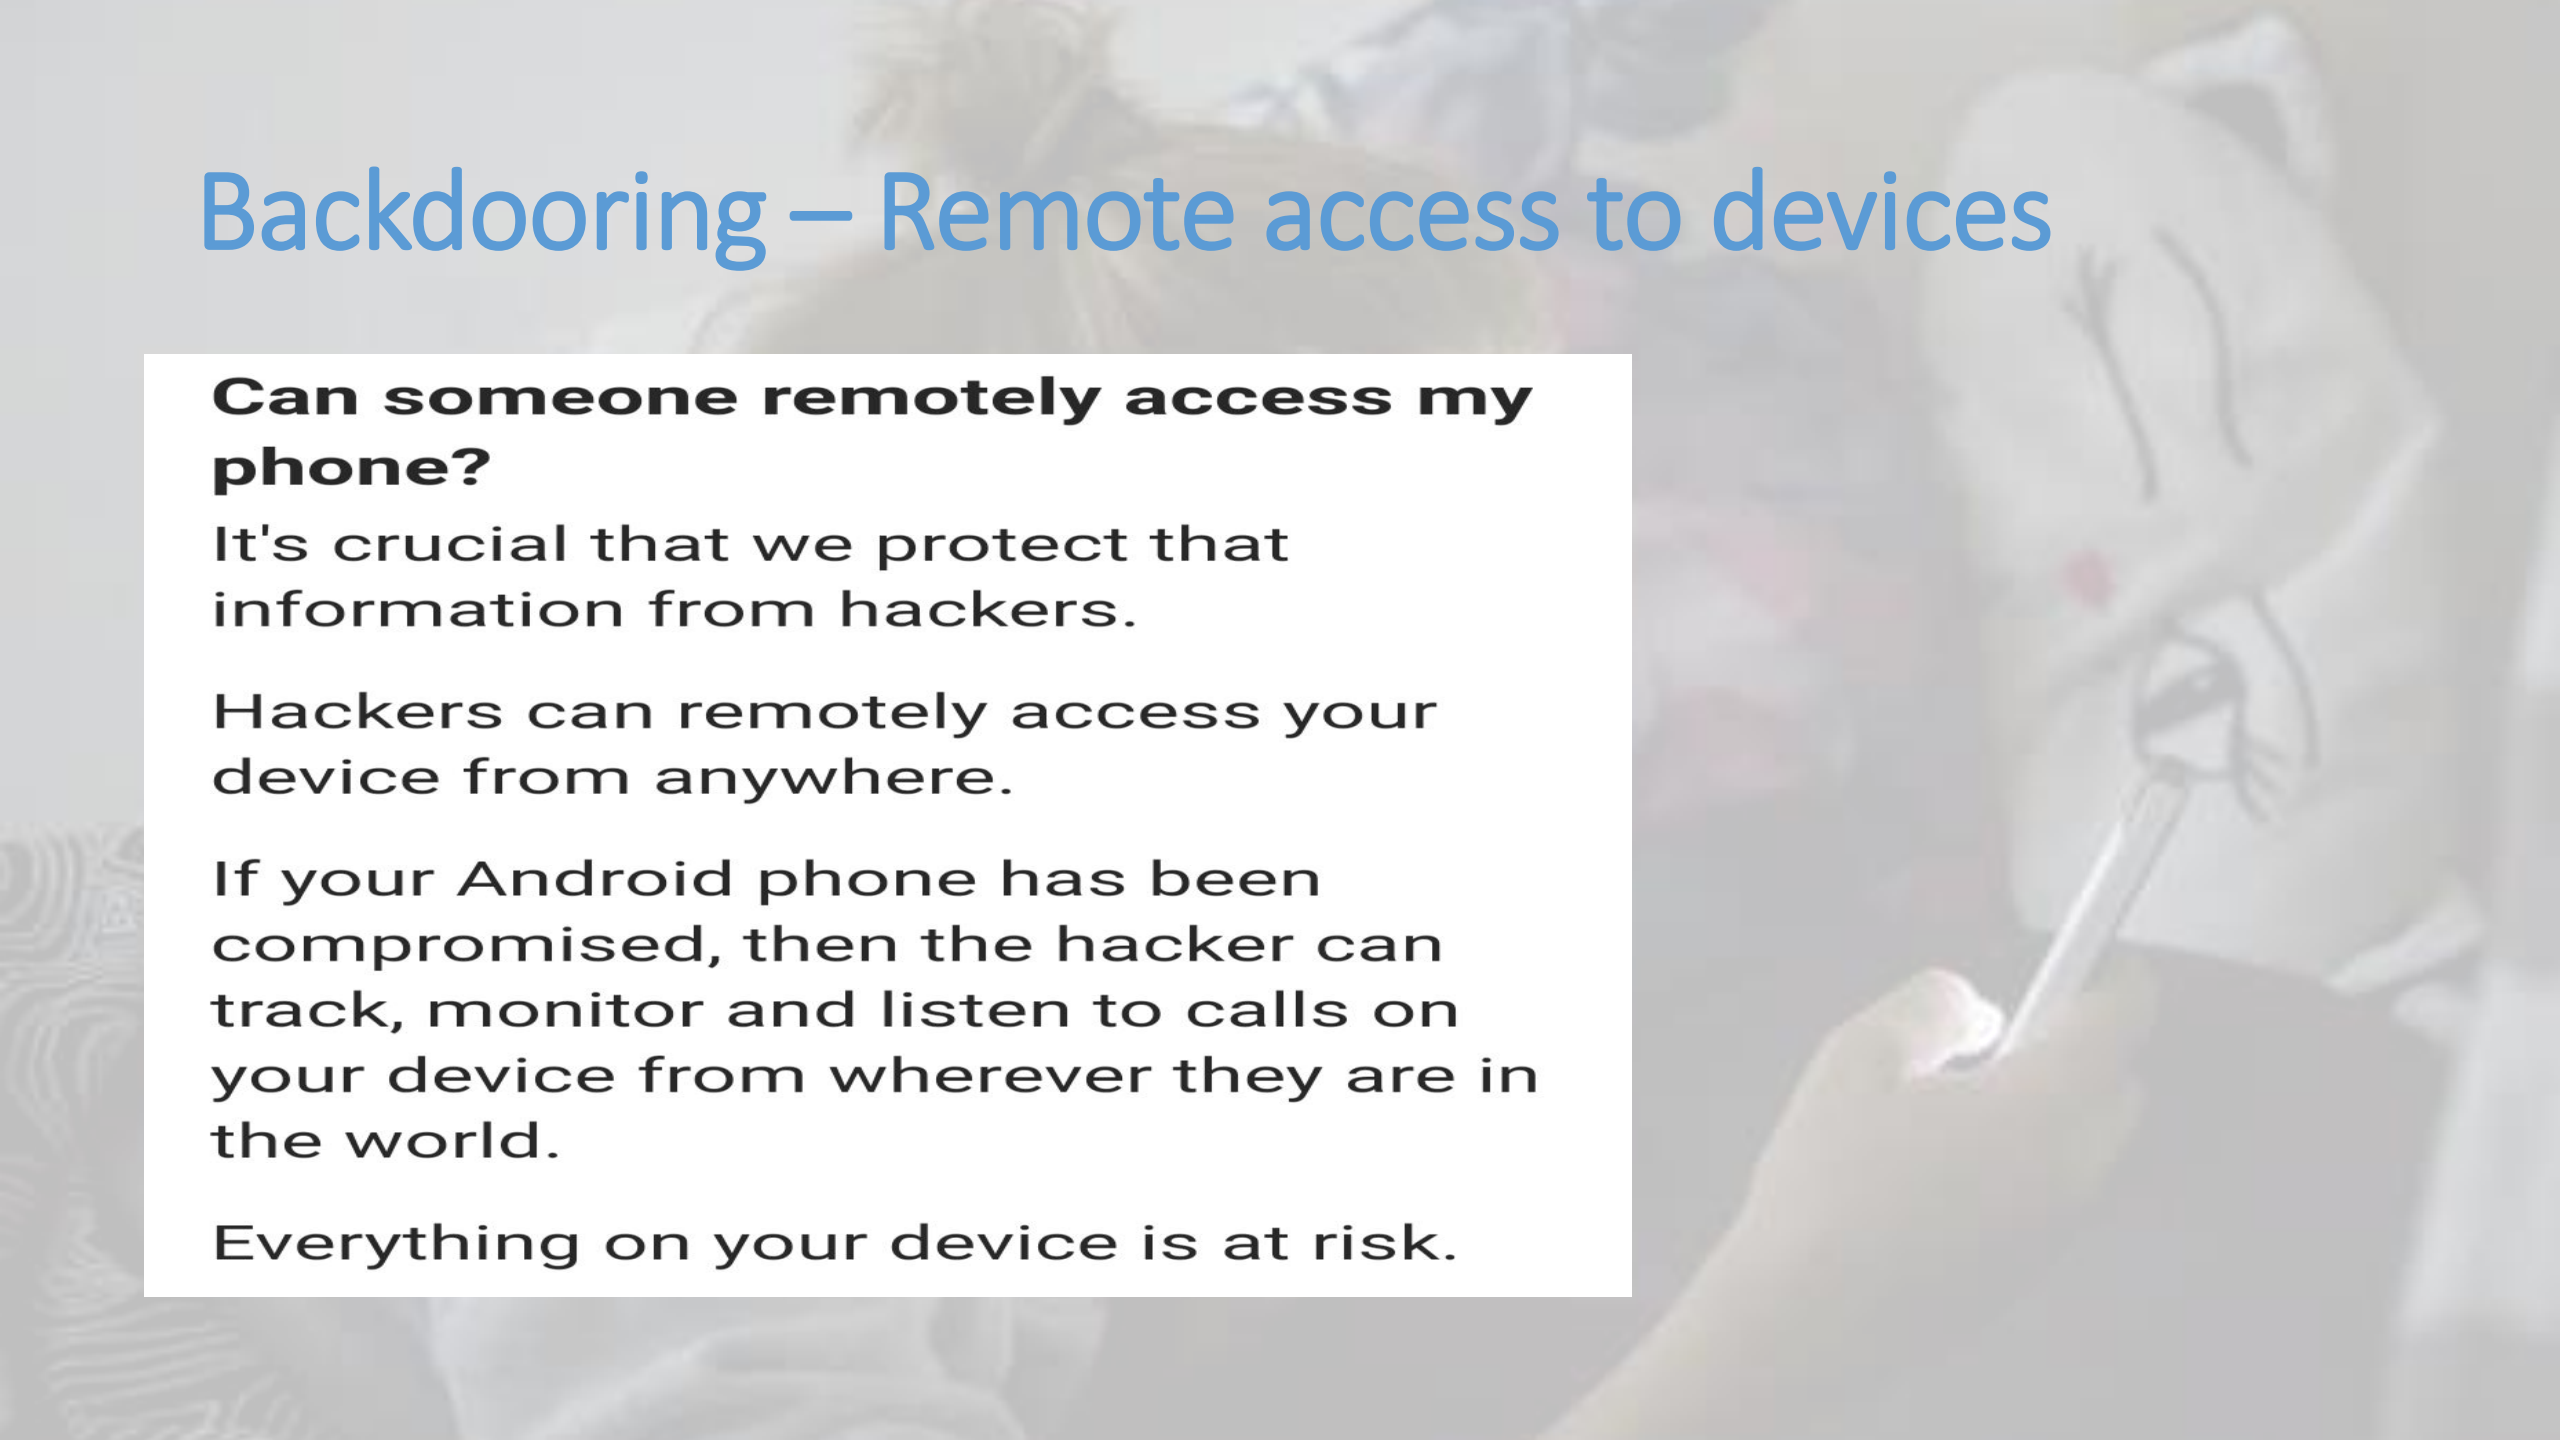 Backdooring – Remote access to devices
Can someone remotely access my
phone?
It's crucial that we protect that
information from hackers.
Hackers can remotely access your
device from anywhere.
If your Android phone has been
compromised, then the hacker can
track, monitor and listen to calls on
your device from wherever they are in
the world.
Everything on your device is at risk.